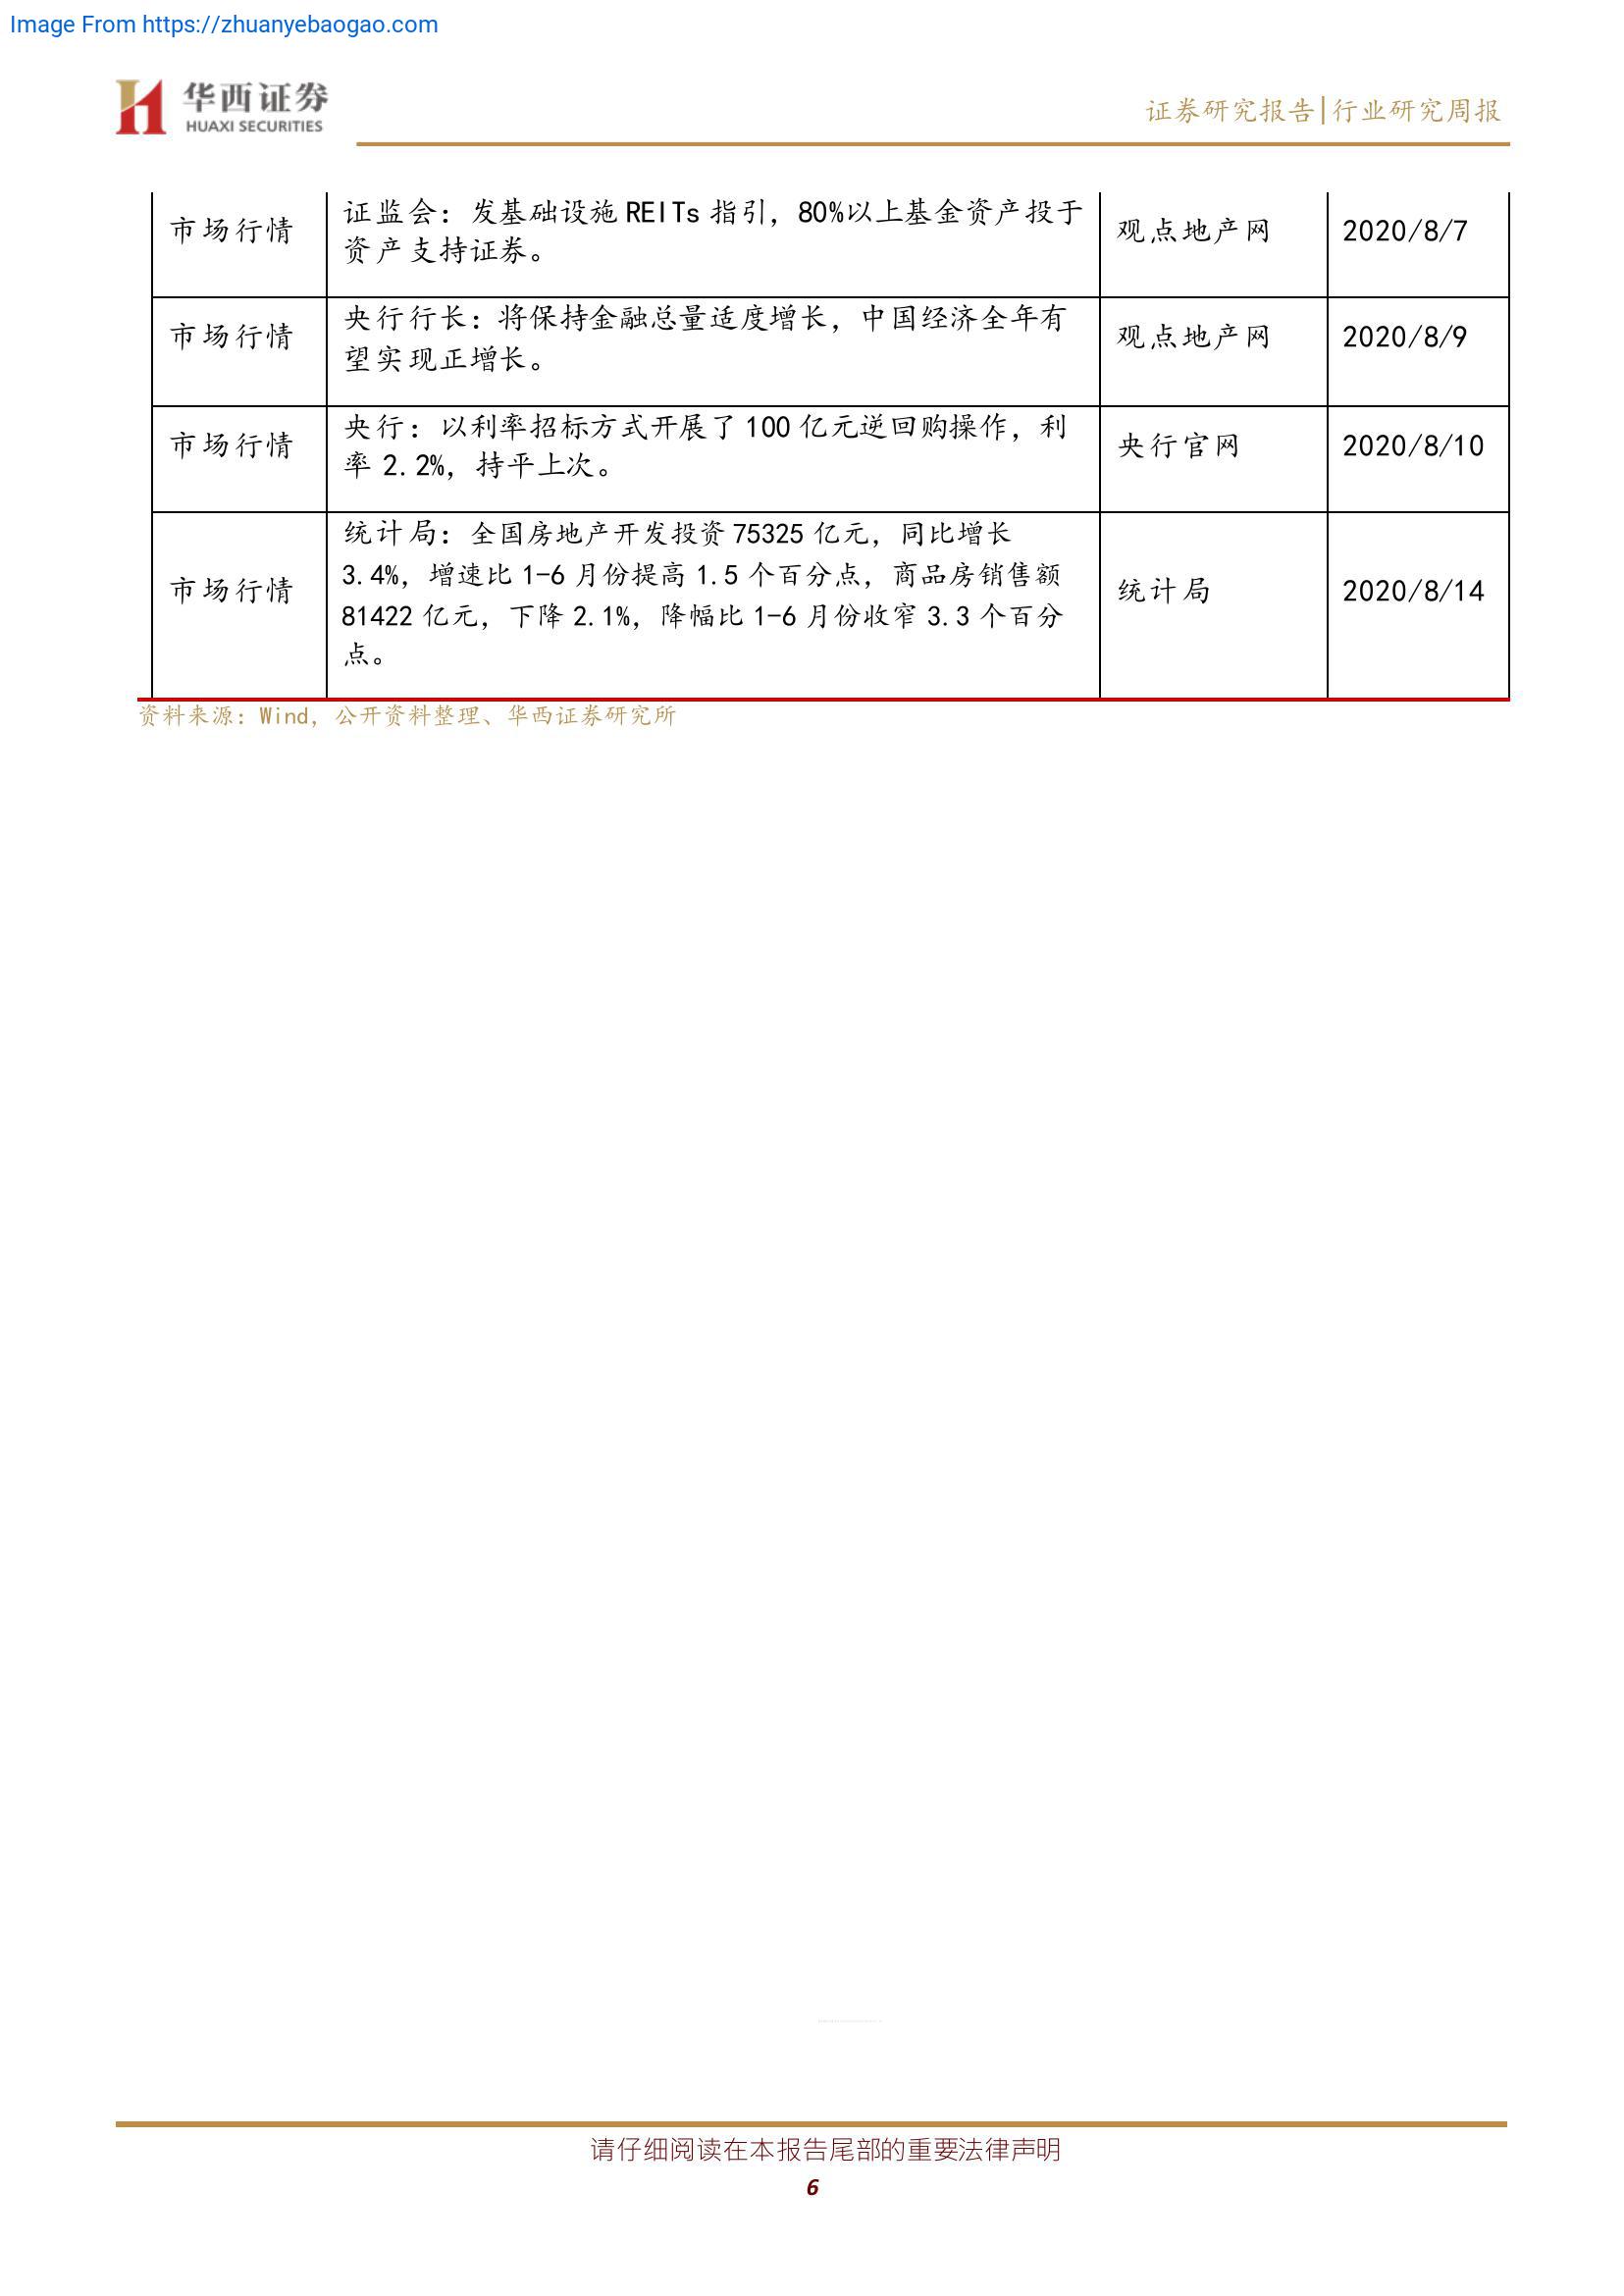 Image From https://zhuanyebaogao.com
华西证券
HUAXI SECURITIES
证券研究报告|行业研究周报
市场行情
证监会：发基础设施 REITs 指引，80%以上基金资产投于
资产支持证券。
观点地产网
2020/8/7
市场行情
央行行长：将保持金融总量适度增长，中国经济全年有
望实现正增长。
观点地产网
2020/8/9
市场行情
央行：以利率招标方式开展了 100 亿元逆回购操作，利
率 2.2%，持平上次。
央行官网
2020/8/10
市场行情
统计局：全国房地产开发投资 75325 亿元，同比增长
3.4%，增速比 1-6 月份提高 1.5 个百分点，商品房销售额
81422 亿元，下降 2.1%，降幅比 1-6 月份收窄 3.3 个百分
点。
统计局
2020/8/14
资料来源：Wind，公开资料整理、华西证券研究所
请仔细阅读在本报告尾部的重要法律声明
6